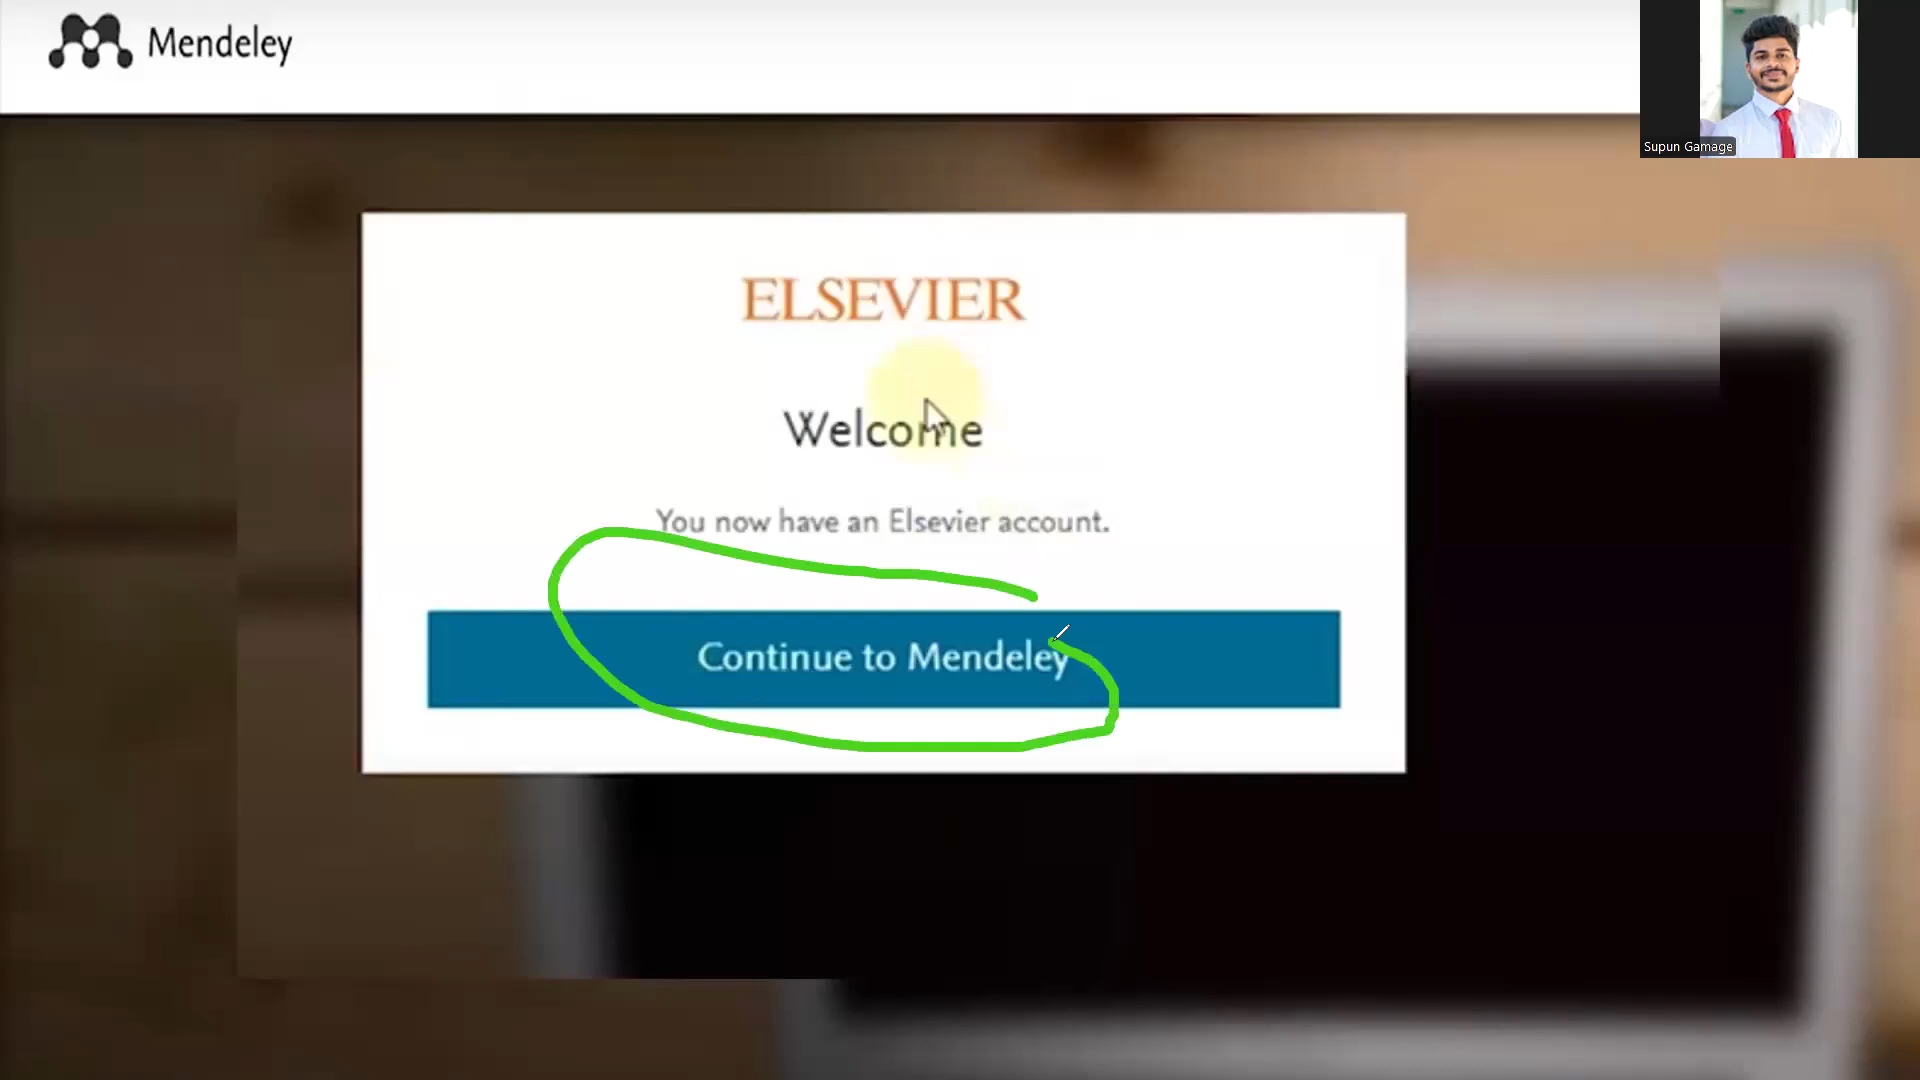 Mendeley
Supun Gamage
ELSEVIER
Welcome
You now have an Elsevier account.
Continue to Mendeley